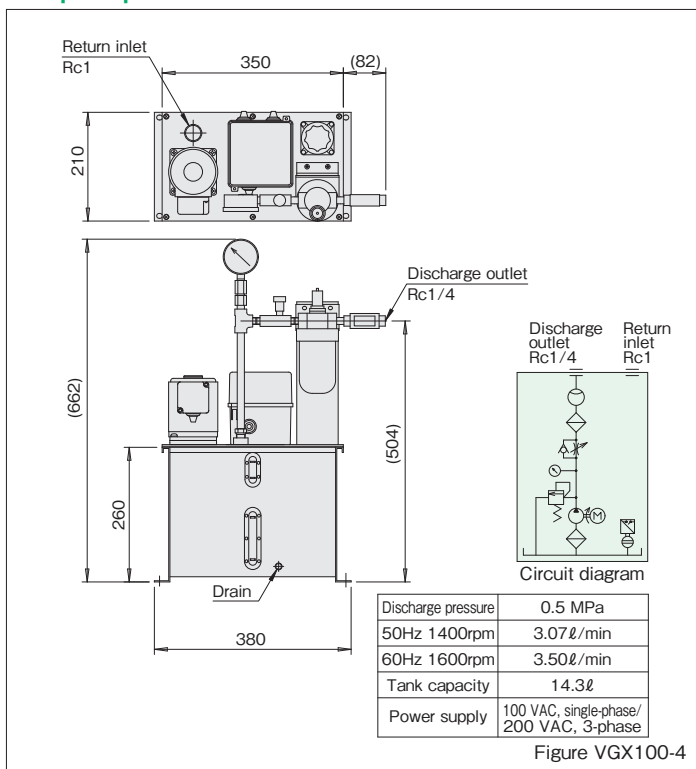 Return inlet
Rc1
350
(82)
210
Discharge outlet
Rc1/4
(662)
(504)
260
Drain
380
Discharge
outlet
Rc1/4
Return
inlet
Rc1
M
Circuit diagram
Discharge pressure 0.5 MPa
50Hz 1400rpm 3.07ℓ/min
60Hz 1600rpm 3.50ℓ/min
Tank capacity 14.3ℓ
Power supply 100 VAC, single-phase/
200 VAC, 3-phase
Figure VGX100-4